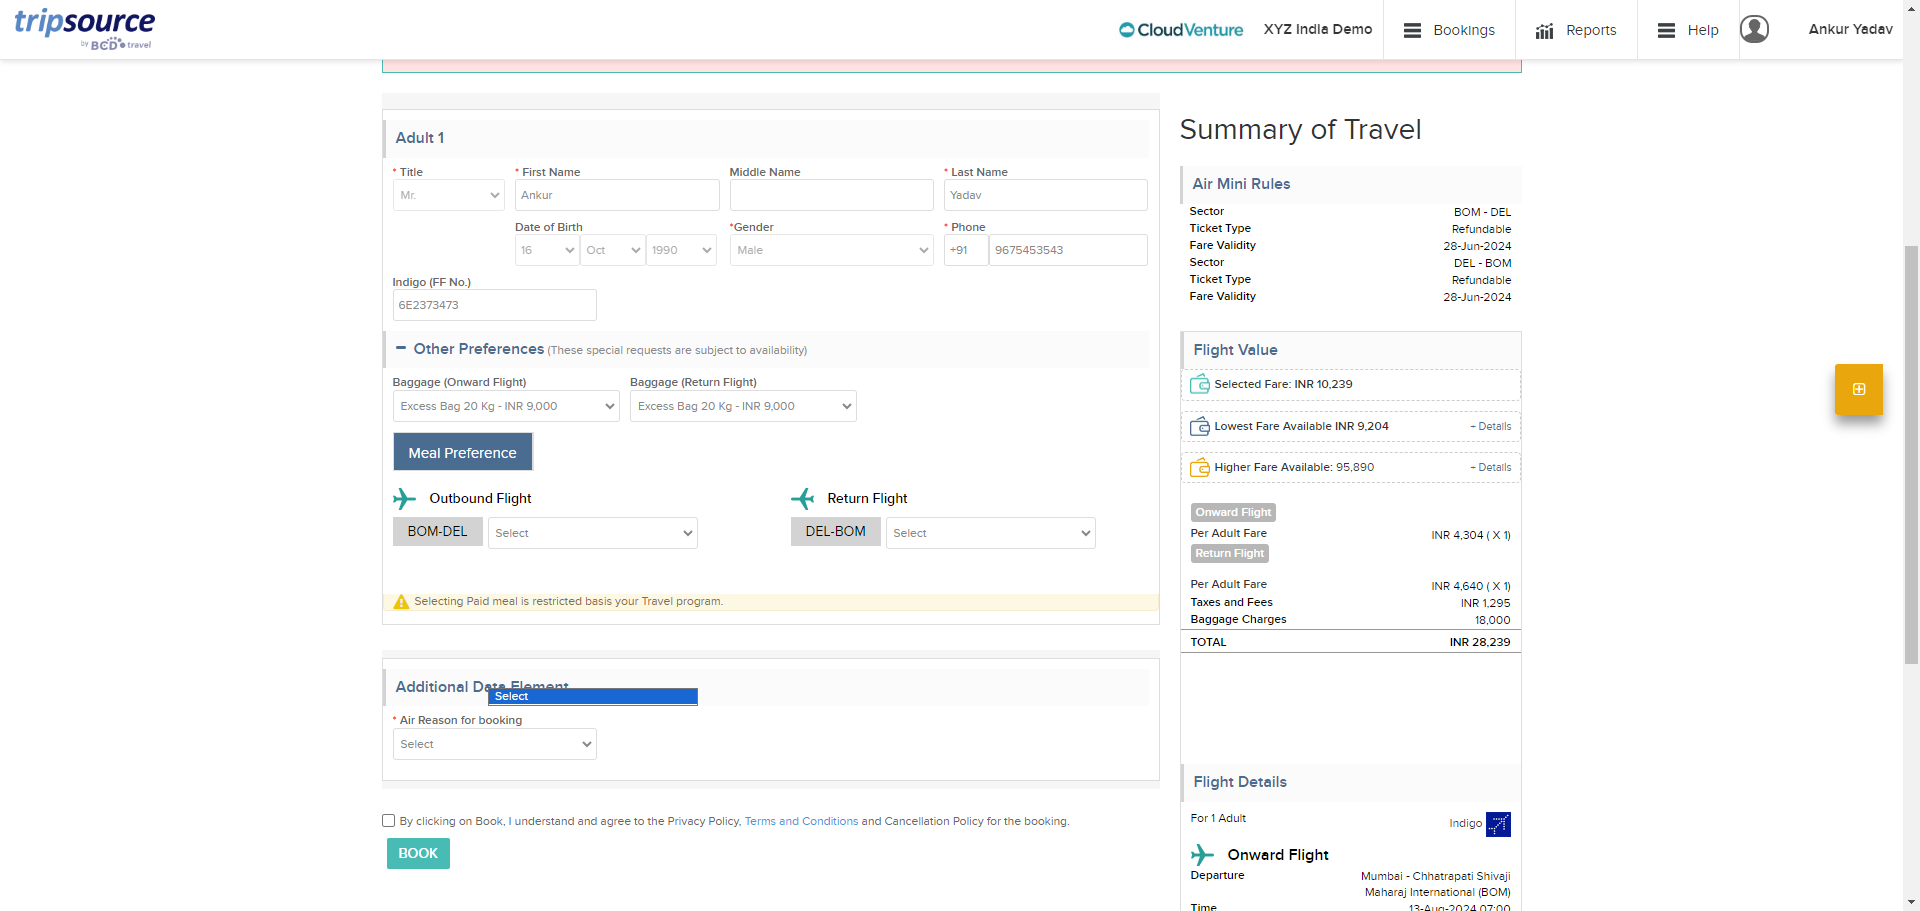 tripsource
by BCD travel
CloudVenture
XYZ India Demo
Bookings
Reports
Help
Ankur Yadav
Adult 1
* Title
* First Name
Middle Name
* Last Name
Mr.
Ankur
Yadav
Date of Birth
*Gender
* Phone
16
Oct
1990
Male
+91
9675453543
Indigo (FF No.)
6E2373473
Other Preferences (These special requests are subject to availability)
Baggage (Onward Flight)
Baggage (Return Flight)
Excess Bag 20 Kg - INR 9,000
Excess Bag 20 Kg - INR 9,000
Meal Preference
Outbound Flight
Return Flight
BOM-DEL
Select
DEL-BOM
Select
Selecting Paid meal is restricted basis your Travel program.
Additional Data Element
Select
* Air Reason for booking
Select
By clicking on Book, I understand and agree to the Privacy Policy, Terms and Conditions and Cancellation Policy for the booking.
BOOK
Summary of Travel
Air Mini Rules
Sector BOM - DEL
Ticket Type Refundable
Fare Validity 28-Jun-2024
Sector DEL - BOM
Ticket Type Refundable
Fare Validity 28-Jun-2024
Flight Value
Selected Fare: INR 10,239
Lowest Fare Available INR 9,204 + Details
Higher Fare Available: 95,890 + Details
Onward Flight
Per Adult Fare INR 4,304 ( X 1)
Return Flight
Per Adult Fare INR 4,640 ( X 1)
Taxes and Fees INR 1,295
Baggage Charges 18,000
TOTAL INR 28,239
Flight Details
For 1 Adult
Indigo
Onward Flight
Departure Mumbai - Chhatrapati Shivaji
Maharaj International (BOM)
Time 13-Aug-2024 07:00